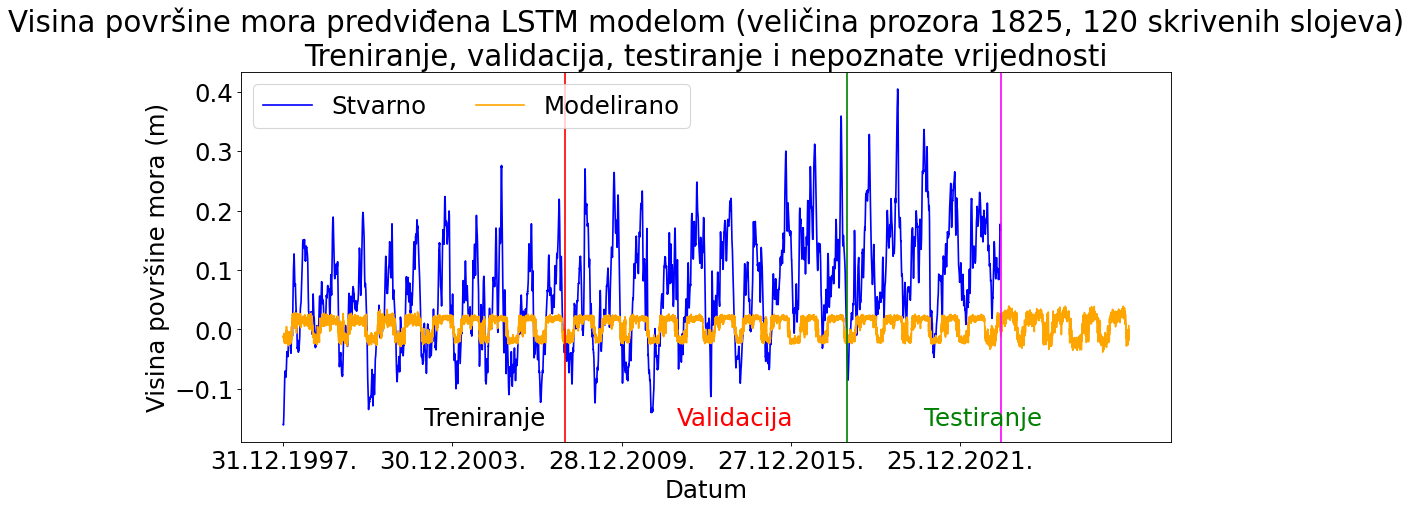 Visina površine mora predviđena LSTM modelom (veličina prozora 1825, 120 skrivenih slojeva)
Treniranje, validacija, testiranje i nepoznate vrijednosti
Stvarno Modelirano
0.4
0.3
0.2
0.1
0.0
−0.1
Visina površine mora (m)
Treniranje Validacija Testiranje
31.12.1997. 30.12.2003. 28.12.2009. 27.12.2015. 25.12.2021.
Datum